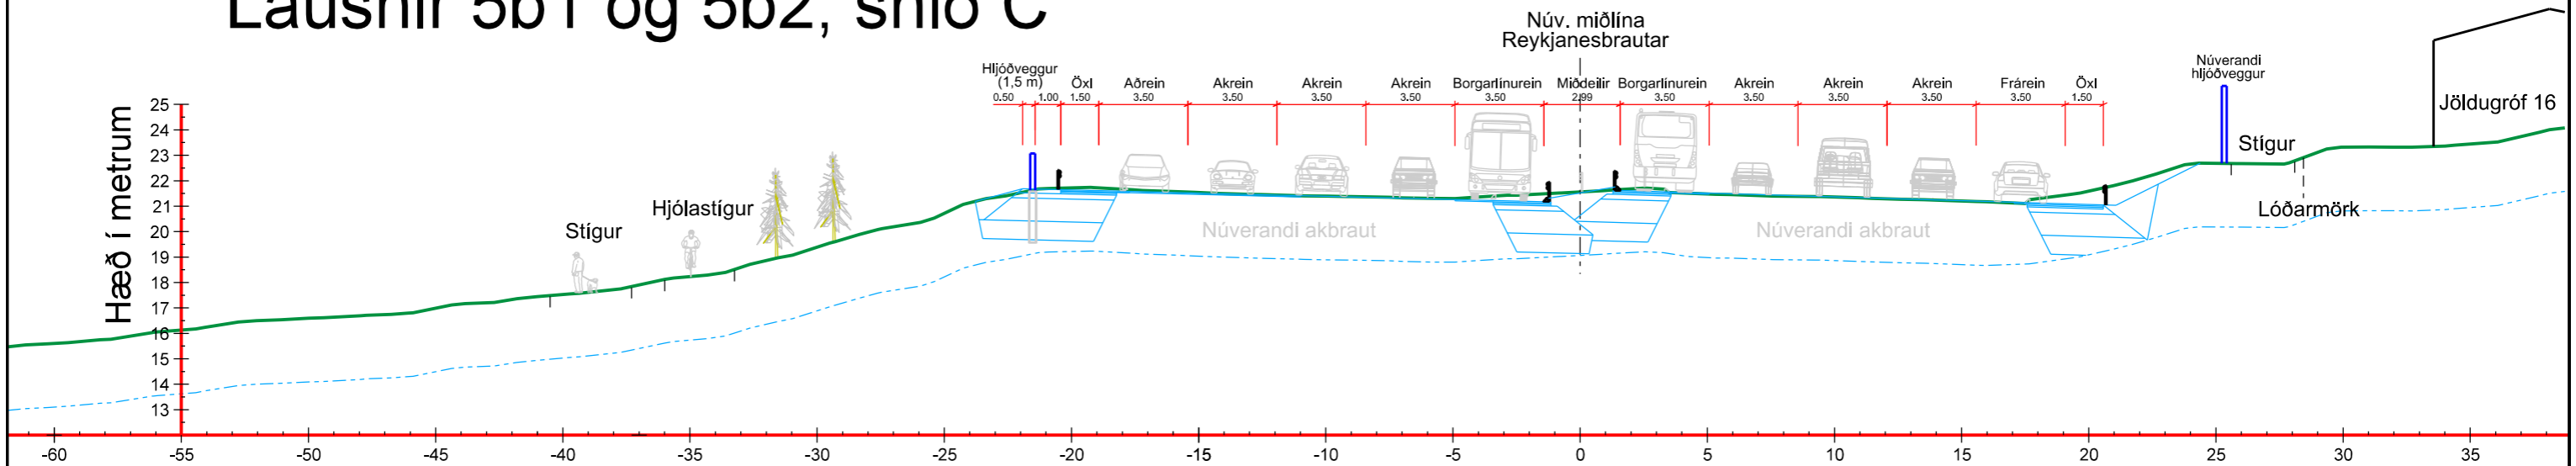 Lausnir 5b1 og 5b2, snið C
Núv. miðlína
Reykjanesbrautar
Hljóðveggur
(1,5 m)
Öxl
Aðrein
Akrein
Akrein
Akrein
Borgarlínurein
Miðdeilir
Borgarlínurein
Akrein
Akrein
Akrein
Frárein
Öxl
0.50
1.00
1.50
3.50
3.50
3.50
3.50
3.50
2.99
3.50
3.50
3.50
3.50
3.50
1.50
Núverandi
hljóðveggur
Jöldugróf 16
Stígur
Lóðarmörk
Hæð í metrum
25
24
23
22
21
20
19
18
17
16
15
14
13
Stígur
Hjólastígur
Núverandi akbraut
Núverandi akbraut
-60
-55
-50
-45
-40
-35
-30
-25
-20
-15
-10
-5
0
5
10
15
20
25
30
35